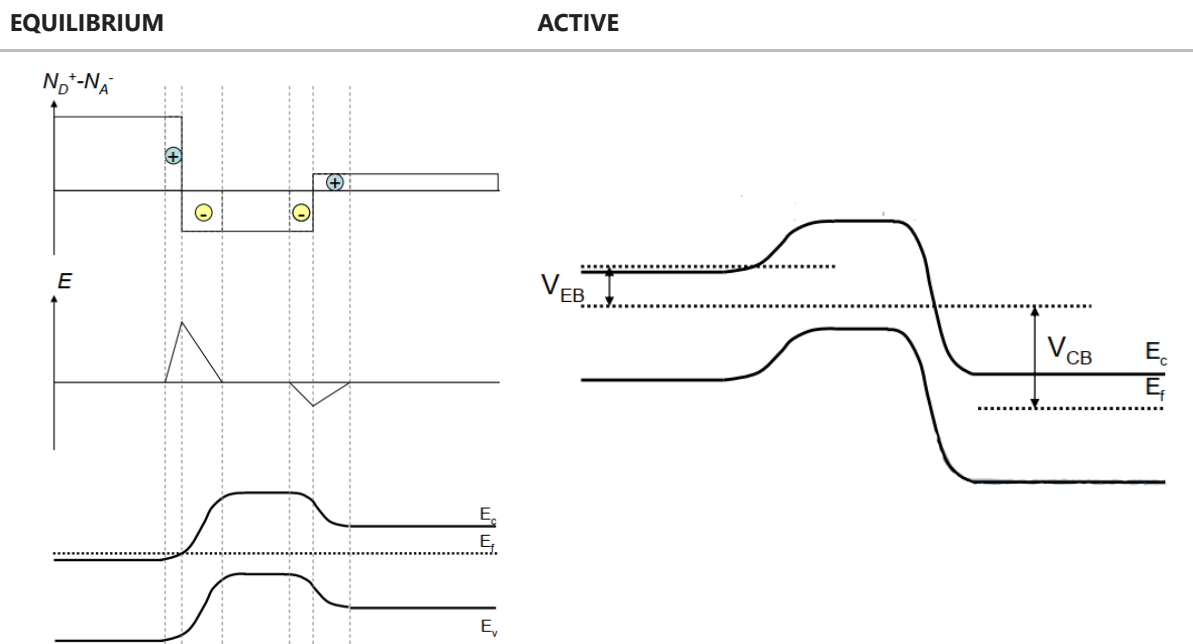 EQUILIBRIUM
ACTIVE
N_D^+-N_A^-
+
+
-
-
E
E_c
E_f
E_v
V_EB
V_CB
E_c
E_f